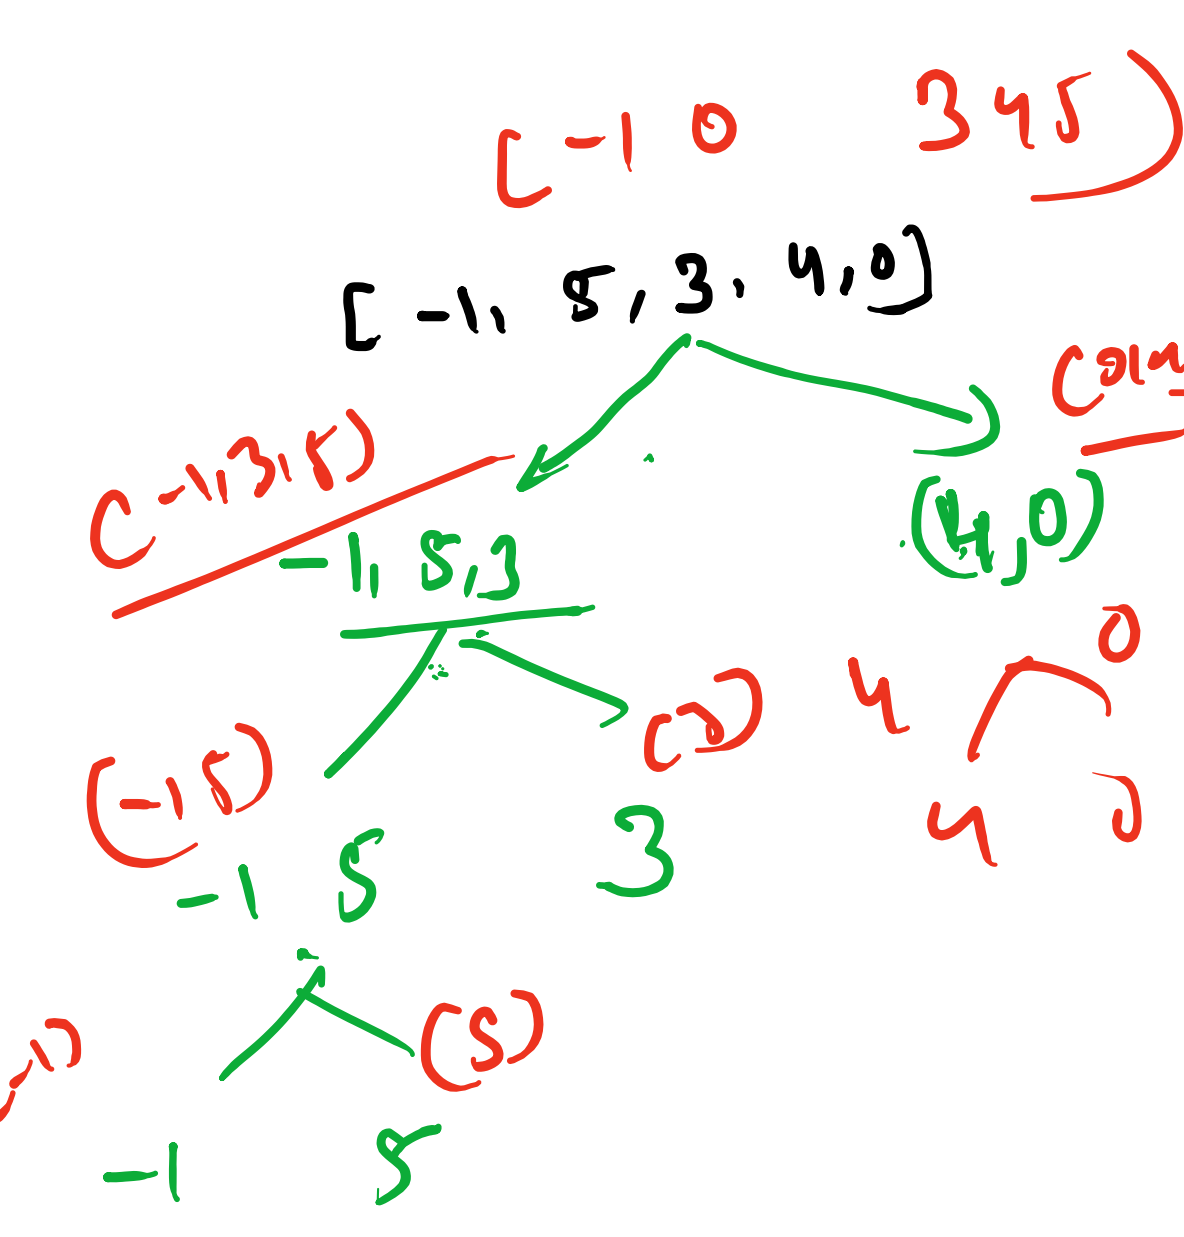 [ -1 0 3 4 5 )
[ -1, 5, 3, 4, 0 ]
( -1, 3, 5 )
-1, 5, 3
(4, 0)
4 0
(3)
(-1 5)
4 0
-1 5
3
(5)
-1)
-1 5